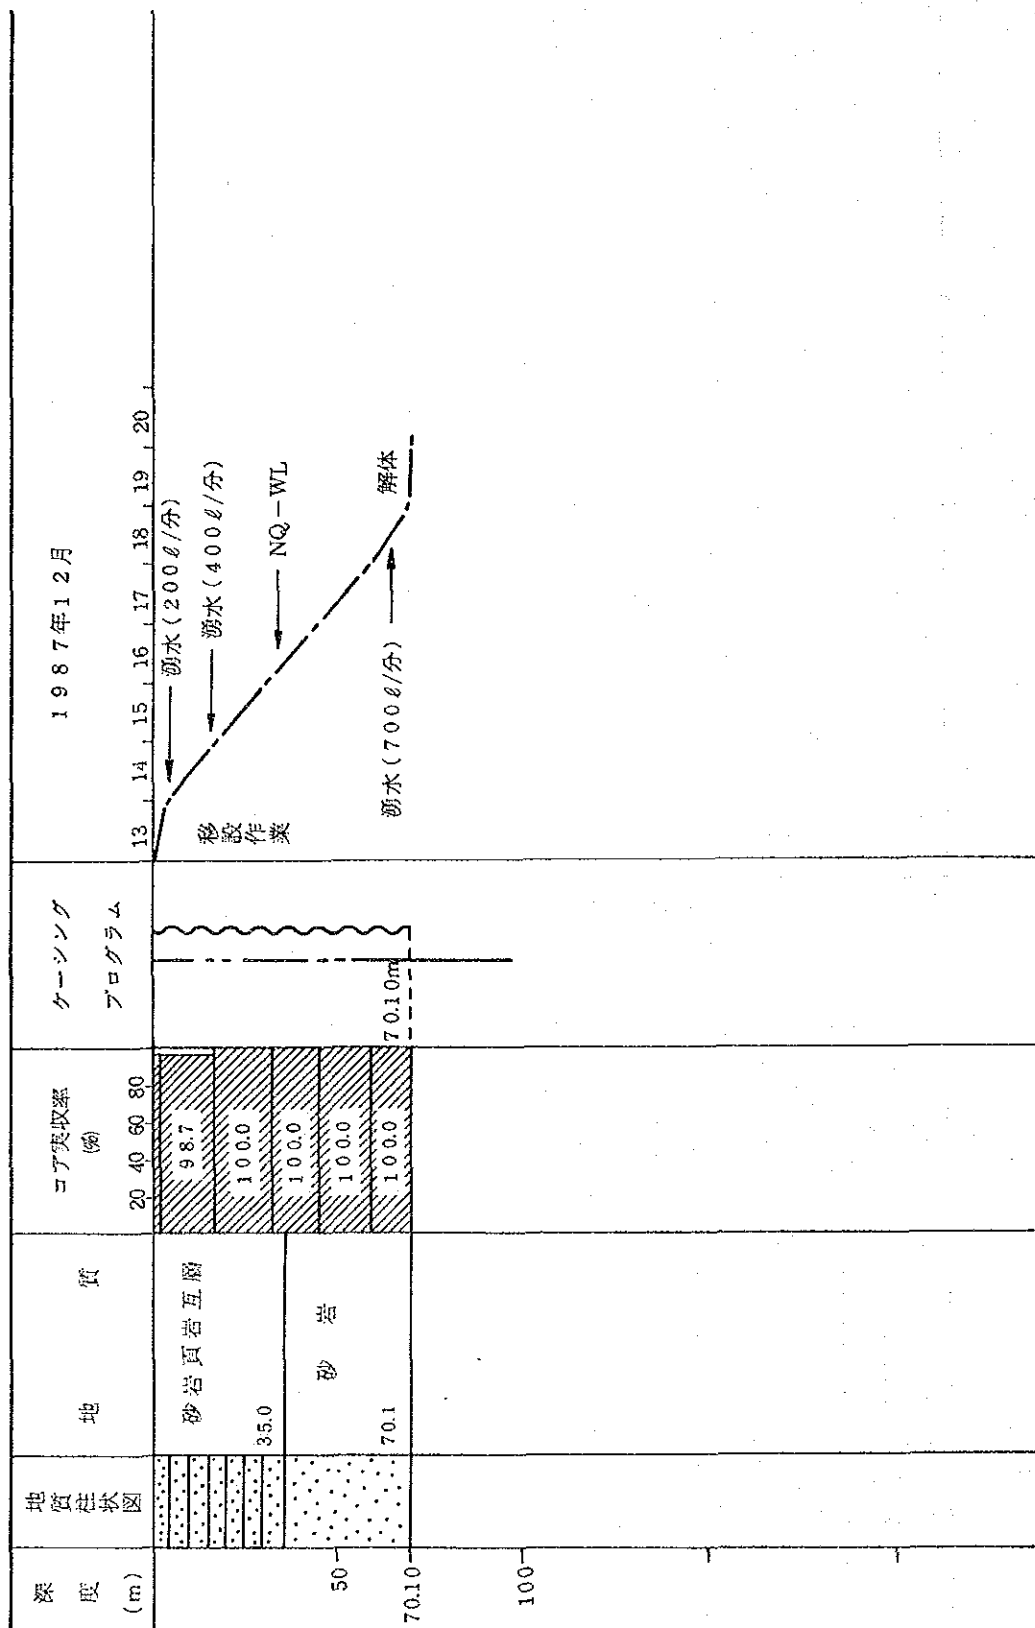 深度
(m)
地質柱状図
地質
コア実収率
(%)
20 40 60 80
ケーシング
プログラム
1987年12月
13 14 15 16 17 18 19 20
50
70.10
100
砂岩頁岩互層
35.0
砂岩
70.1
98.7
100.0
100.0
100.0
100.0
70.10m
移設作業
湧水(200ℓ/分)
湧水(400ℓ/分)
NQ-WL
湧水(700ℓ/分)
解体